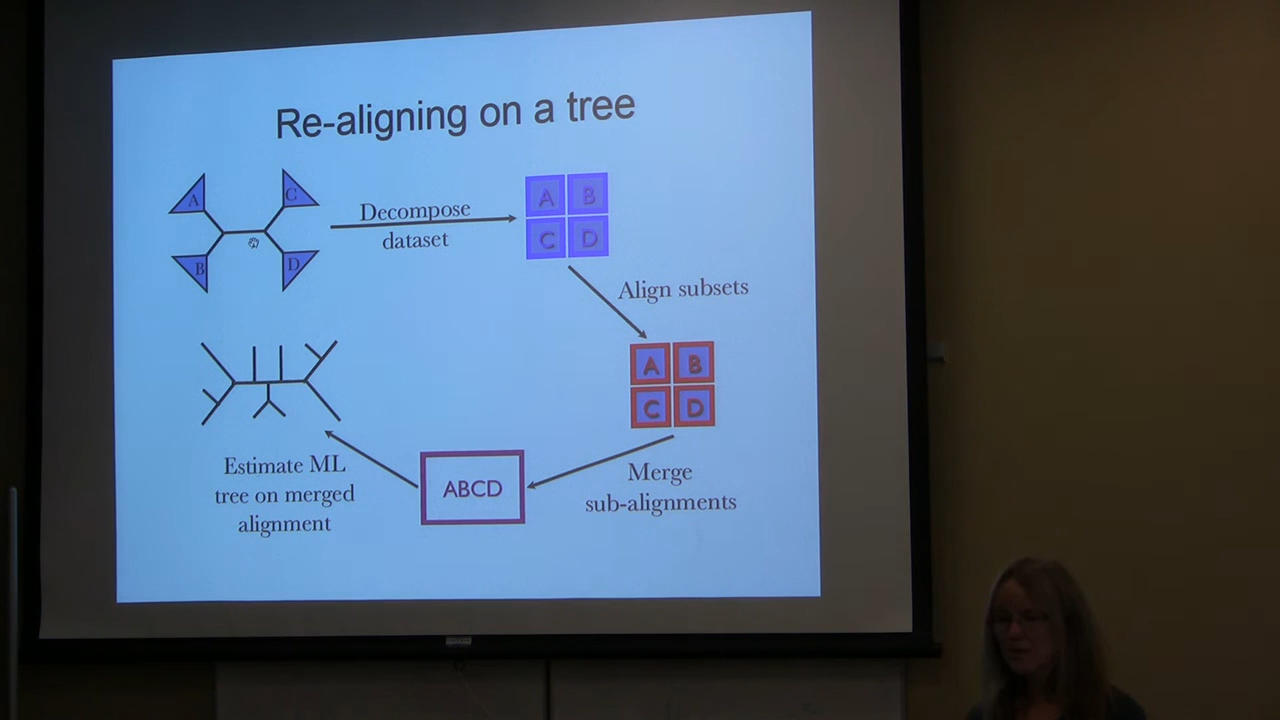 Re-aligning on a tree
A
C
B
D
Decompose
dataset
A B
C D
Align subsets
A B
C D
Merge
sub-alignments
ABCD
Estimate ML
tree on merged
alignment